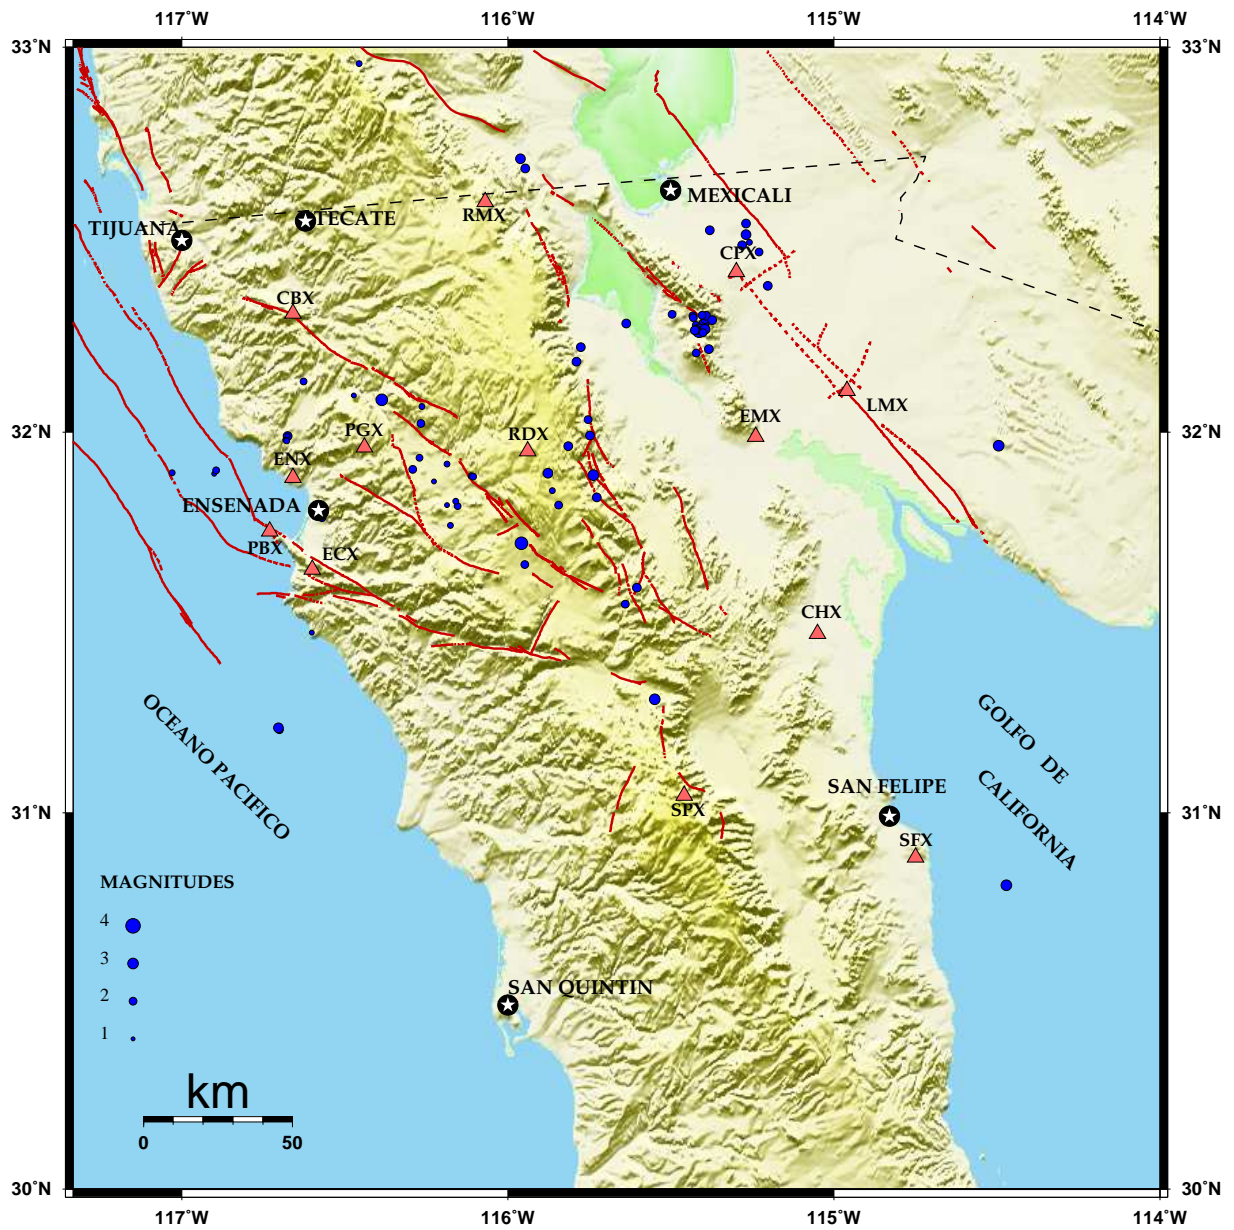 117˚W
116˚W
115˚W
114˚W
33˚N
33˚N
TECATE
MEXICALI
RMX
TIJUANA
CPX
CBX
LMX
EMX
PGX
RDX
32˚N
32˚N
ENX
ENSENADA
PBX
ECX
CHX
OCEANO PACIFICO
GOLFO DE
CALIFORNIA
SAN FELIPE
SPX
31˚N
31˚N
SFX
MAGNITUDES
4
3
2
1
SAN QUINTIN
km
0
50
30˚N
30˚N
117˚W
116˚W
115˚W
114˚W